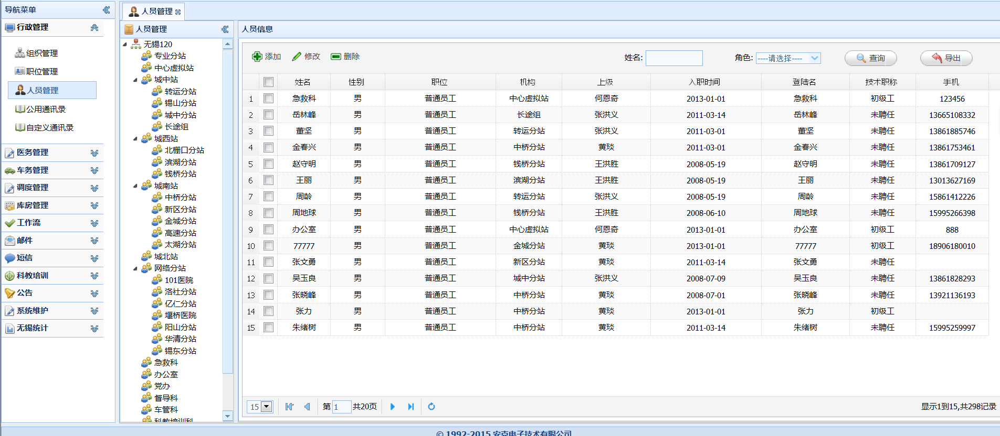 导航菜单
行政管理
组织管理
职位管理
人员管理
公用通讯录
自定义通讯录
医务管理
车务管理
调度管理
库房管理
工作流
邮件
短信
科教培训
公告
系统维护
无锡统计
人员管理
人员管理
无锡120
专业分站
中心虚拟站
城中站
转运分站
锡山分站
城中分站
长途组
城西站
北栅口分站
滨湖分站
钱桥分站
城南站
中桥分站
新区分站
金城分站
高速分站
太湖分站
城北站
网络分站
101医院
洛社分站
亿仁分站
堰桥医院
阳山分站
华清分站
锡东分站
急救科
办公室
党办
督导科
车管科
科教培训科
人员信息
添加 修改 删除 姓名: 角色: ----请选择---- 查询 导出
姓名 性别 职位 机构 上级 入职时间 登陆名 技术职称 手机
1 急救科 男 普通员工 中心虚拟站 何恩奇 2013-01-01 急救科 初级工 123456
2 岳林峰 男 普通员工 长途组 张洪义 2011-03-14 岳林峰 未聘任 13665108332
3 董坚 男 普通员工 转运分站 张洪义 2011-03-01 董坚 未聘任 13861885746
4 金春兴 男 普通员工 中桥分站 黄琰 2011-03-01 金春兴 未聘任 13861753461
5 赵守明 男 普通员工 钱桥分站 王洪胜 2008-05-19 赵守明 未聘任 13861709127
6 王丽 男 普通员工 滨湖分站 王洪胜 2008-05-19 王丽 未聘任 13013627169
7 周龄 男 普通员工 转运分站 张洪义 2008-05-19 周龄 未聘任 15861412226
8 周地球 男 普通员工 钱桥分站 王洪胜 2008-06-10 周地球 未聘任 15995266398
9 办公室 男 普通员工 中心虚拟站 何恩奇 2013-01-01 办公室 初级工 888
10 77777 男 普通员工 金城分站 黄琰 2013-01-01 77777 初级工 18906180010
11 张文勇 男 普通员工 新区分站 黄琰 2011-03-14 张文勇 未聘任
12 吴玉良 男 普通员工 城中分站 张洪义 2008-07-09 吴玉良 未聘任 13861828293
13 张晓峰 男 普通员工 中桥分站 黄琰 2008-07-01 张晓峰 未聘任 13921136193
14 张力 男 普通员工 中桥分站 黄琰 2013-01-01 张力 初级工
15 朱绪树 男 普通员工 中桥分站 黄琰 2011-03-14 朱绪树 未聘任 15995259997
15 第 1 共20页 显示1到15,共298记录
© 1992-2015 安克电子技术有限公司